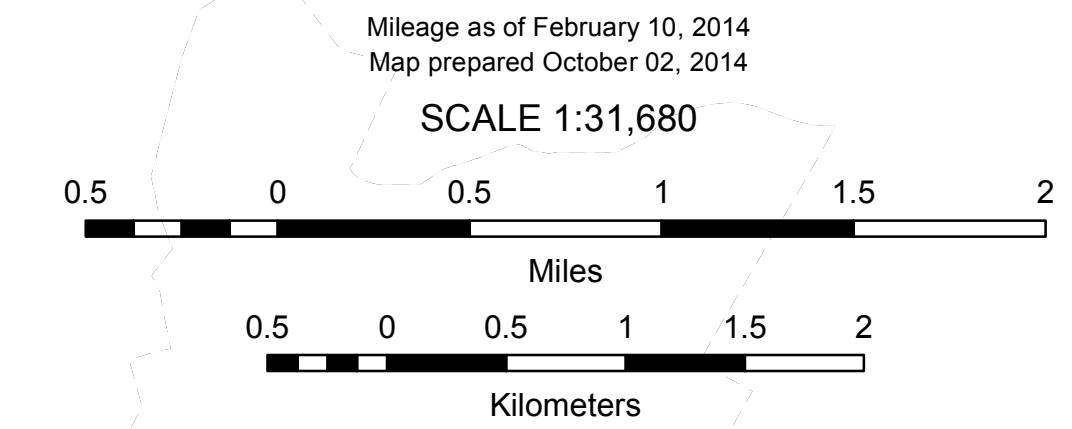 Mileage as of February 10, 2014
Map prepared October 02, 2014
SCALE 1:31,680
0.5 0 0.5 1 1.5 2
Miles
0.5 0 0.5 1 1.5 2
Kilometers